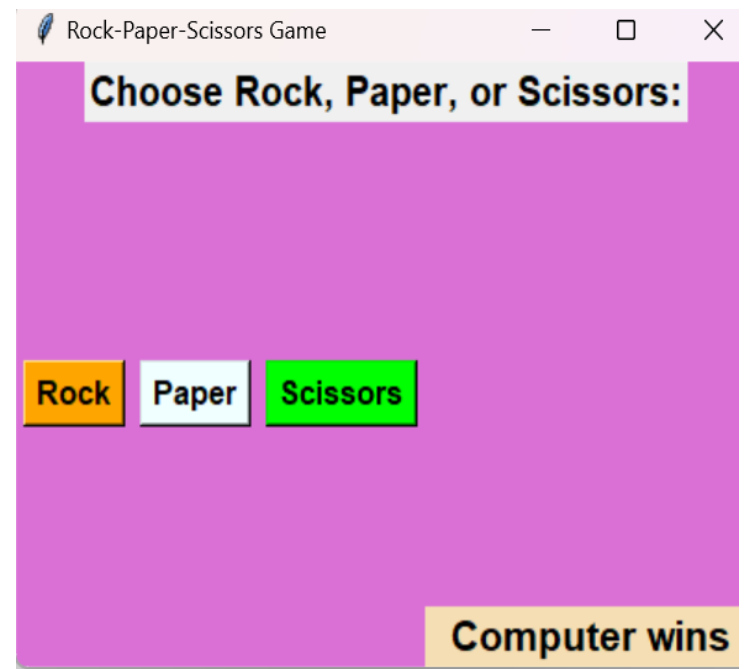 Rock-Paper-Scissors Game
Choose Rock, Paper, or Scissors:
Rock Paper Scissors
Computer wins